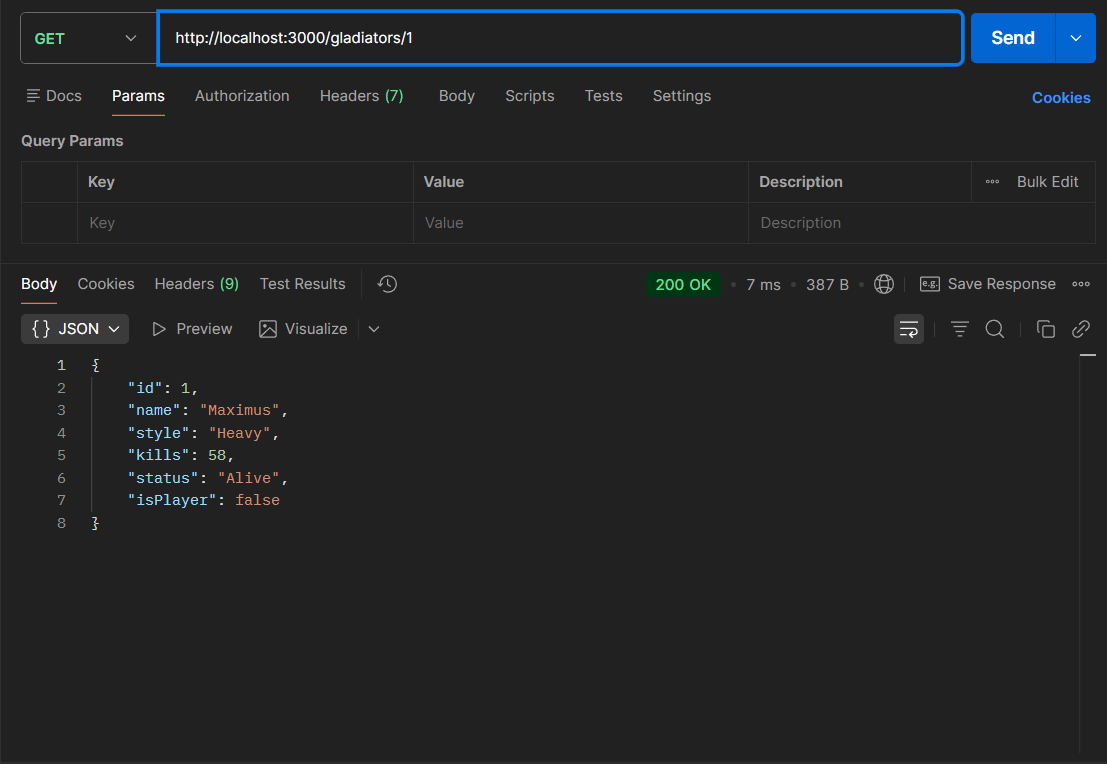 GET http://localhost:3000/gladiators/1 Send
Docs Params Authorization Headers (7) Body Scripts Tests Settings Cookies
Query Params
Key Value Description Bulk Edit
Key Value Description
Body Cookies Headers (9) Test Results 200 OK • 7 ms • 387 B e.g. Save Response
{} JSON Preview Visualize
1 {
2 "id": 1,
3 "name": "Maximus",
4 "style": "Heavy",
5 "kills": 58,
6 "status": "Alive",
7 "isPlayer": false
8 }